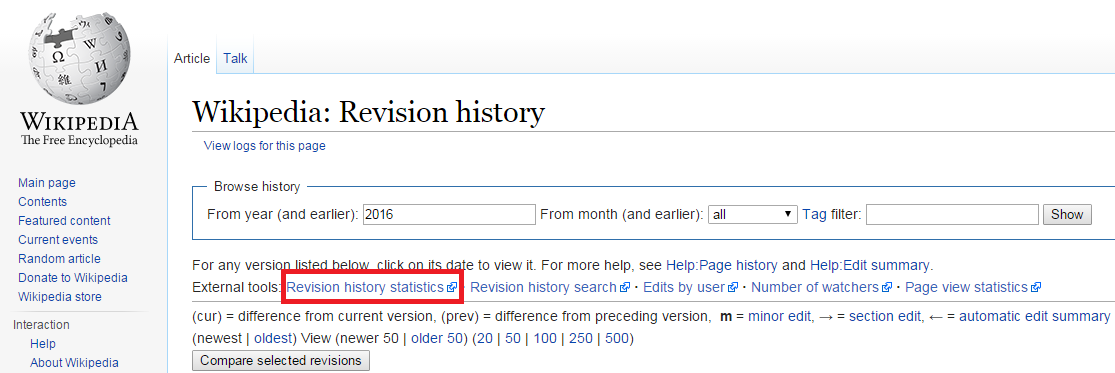 WIKIPEDIA
The Free Encyclopedia
Main page
Contents
Featured content
Current events
Random article
Donate to Wikipedia
Wikipedia store
Interaction
Help
About Wikipedia
Article Talk
Wikipedia: Revision history
View logs for this page
Browse history
From year (and earlier): 2016 From month (and earlier): all Tag filter: Show
For any version listed below, click on its date to view it. For more help, see Help:Page history and Help:Edit summary.
External tools: Revision history statistics · Revision history search · Edits by user · Number of watchers · Page view statistics
(cur) = difference from current version, (prev) = difference from preceding version, m = minor edit, → = section edit, ← = automatic edit summary
(newest | oldest) View (newer 50 | older 50) (20 | 50 | 100 | 250 | 500)
Compare selected revisions